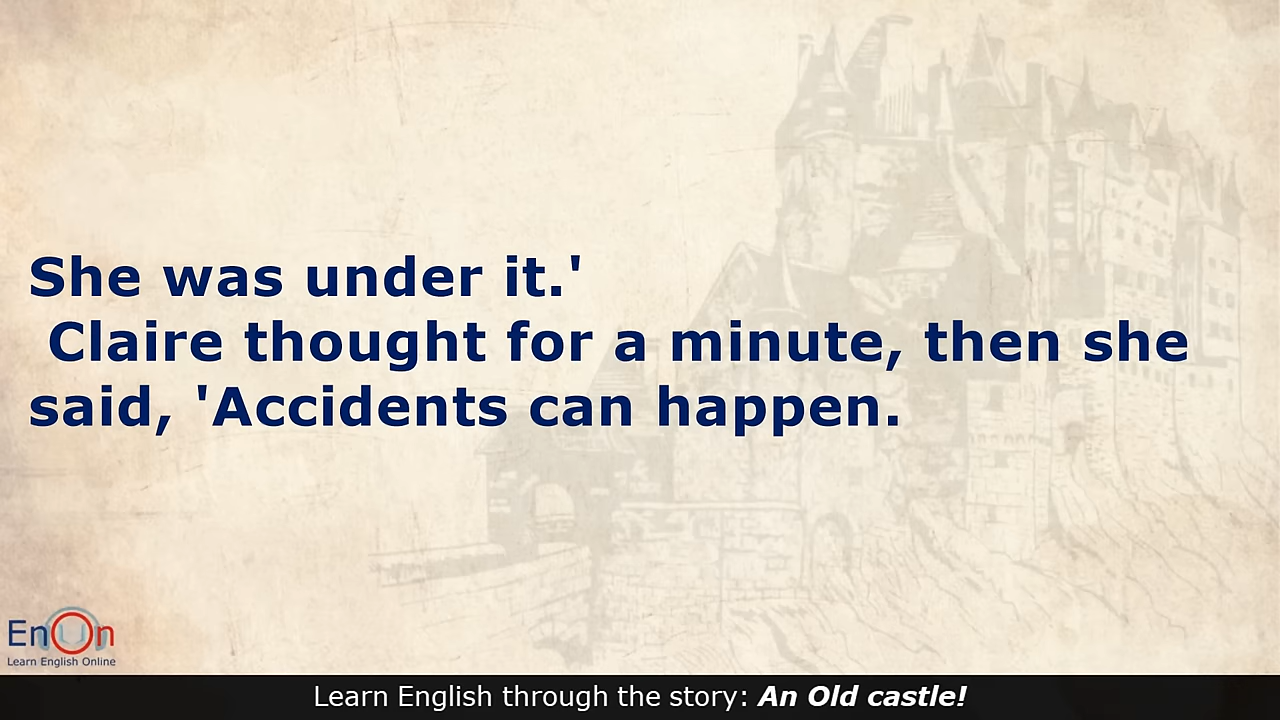 She was under it.'
Claire thought for a minute, then she
said, 'Accidents can happen.
EnOn
Learn English Online
Learn English through the story: An Old castle!